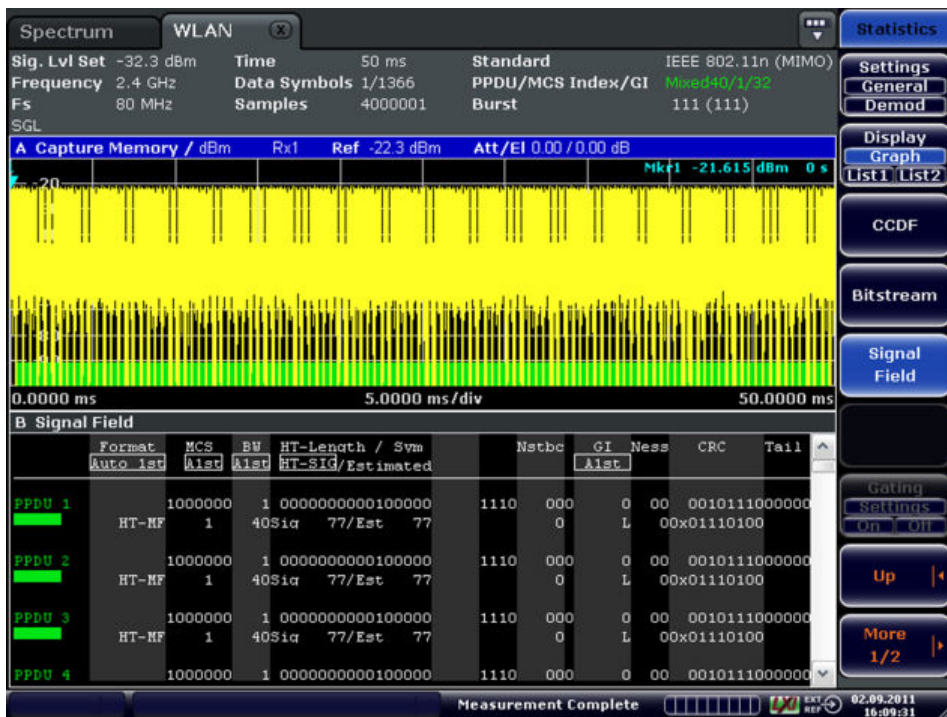 Spectrum WLAN
Sig. Lvl Set -32.3 dBm Time 50 ms Standard IEEE 802.11n (MIMO)
Frequency 2.4 GHz Data Symbols 1/1366 PPDU/MCS Index/GI Mixed40/1/32
Fs 80 MHz Samples 4000001 Burst 111 (111)
SGL
A Capture Memory / dBm Rx1 Ref -22.3 dBm Att/El 0.00 / 0.00 dB
Mkr1 -21.615 dBm 0 s
-20
0.0000 ms 5.0000 ms/div 50.0000 ms
B Signal Field
Format MCS BW HT-Length / Sym Nstbc GI Ness CRC Tail
Auto 1st A1st A1st HT-SIG/Estimated A1st
PPDU 1 1000000 1 0000000000100000 1110 000 0 00 0010111000000
HT-MF 1 40Sig 77/Est 77 0 L 00x01110100
PPDU 2 1000000 1 0000000000100000 1110 000 0 00 0010111000000
HT-MF 1 40Sig 77/Est 77 0 L 00x01110100
PPDU 3 1000000 1 0000000000100000 1110 000 0 00 0010111000000
HT-MF 1 40Sig 77/Est 77 0 L 00x01110100
PPDU 4 1000000 1 0000000000100000 1110 000 0 00 0010111000000
Statistics
Settings
General
Demod
Display
Graph
List1 List2
CCDF
Bitstream
Signal
Field
Gating
Settings
On Off
Up
More
1/2
Measurement Complete LXI EXT REF 02.09.2011
16:09:31